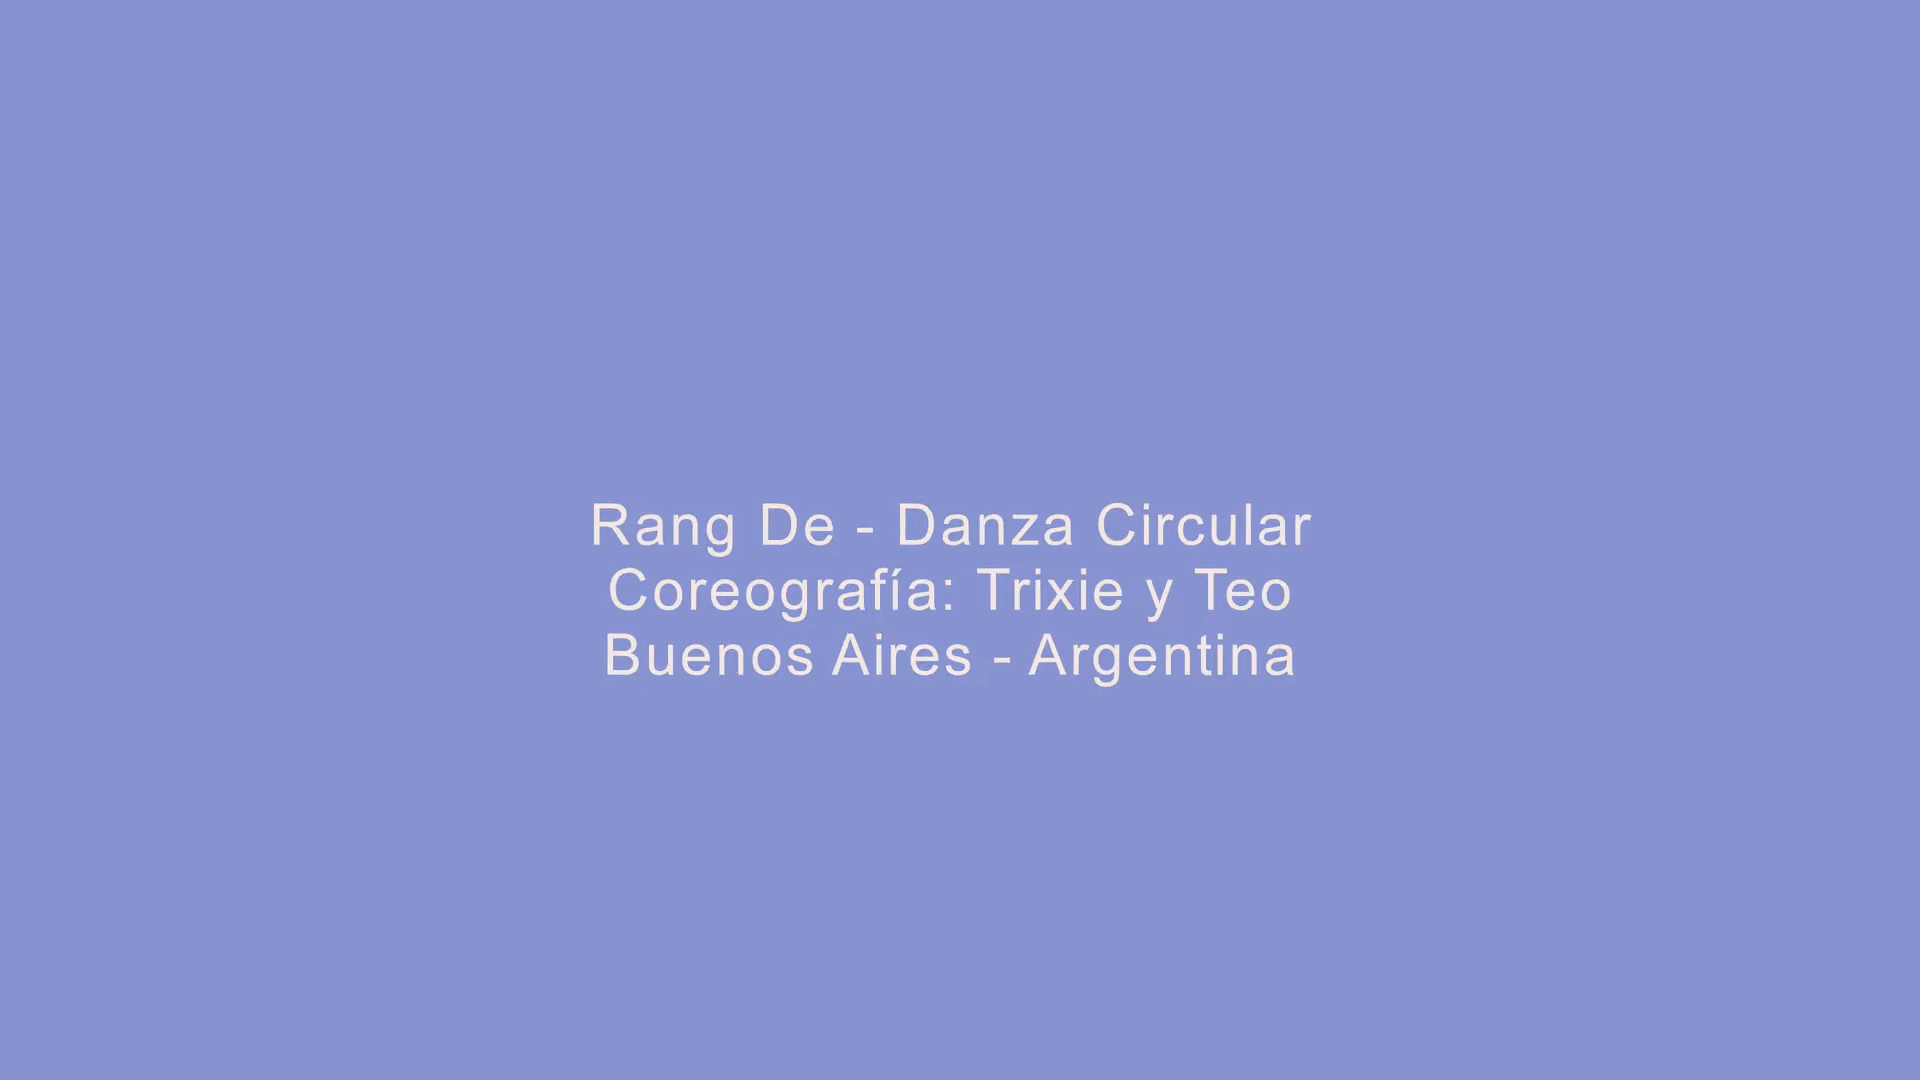 Rang De - Danza Circular
Coreografía: Trixie y Teo
Buenos Aires - Argentina